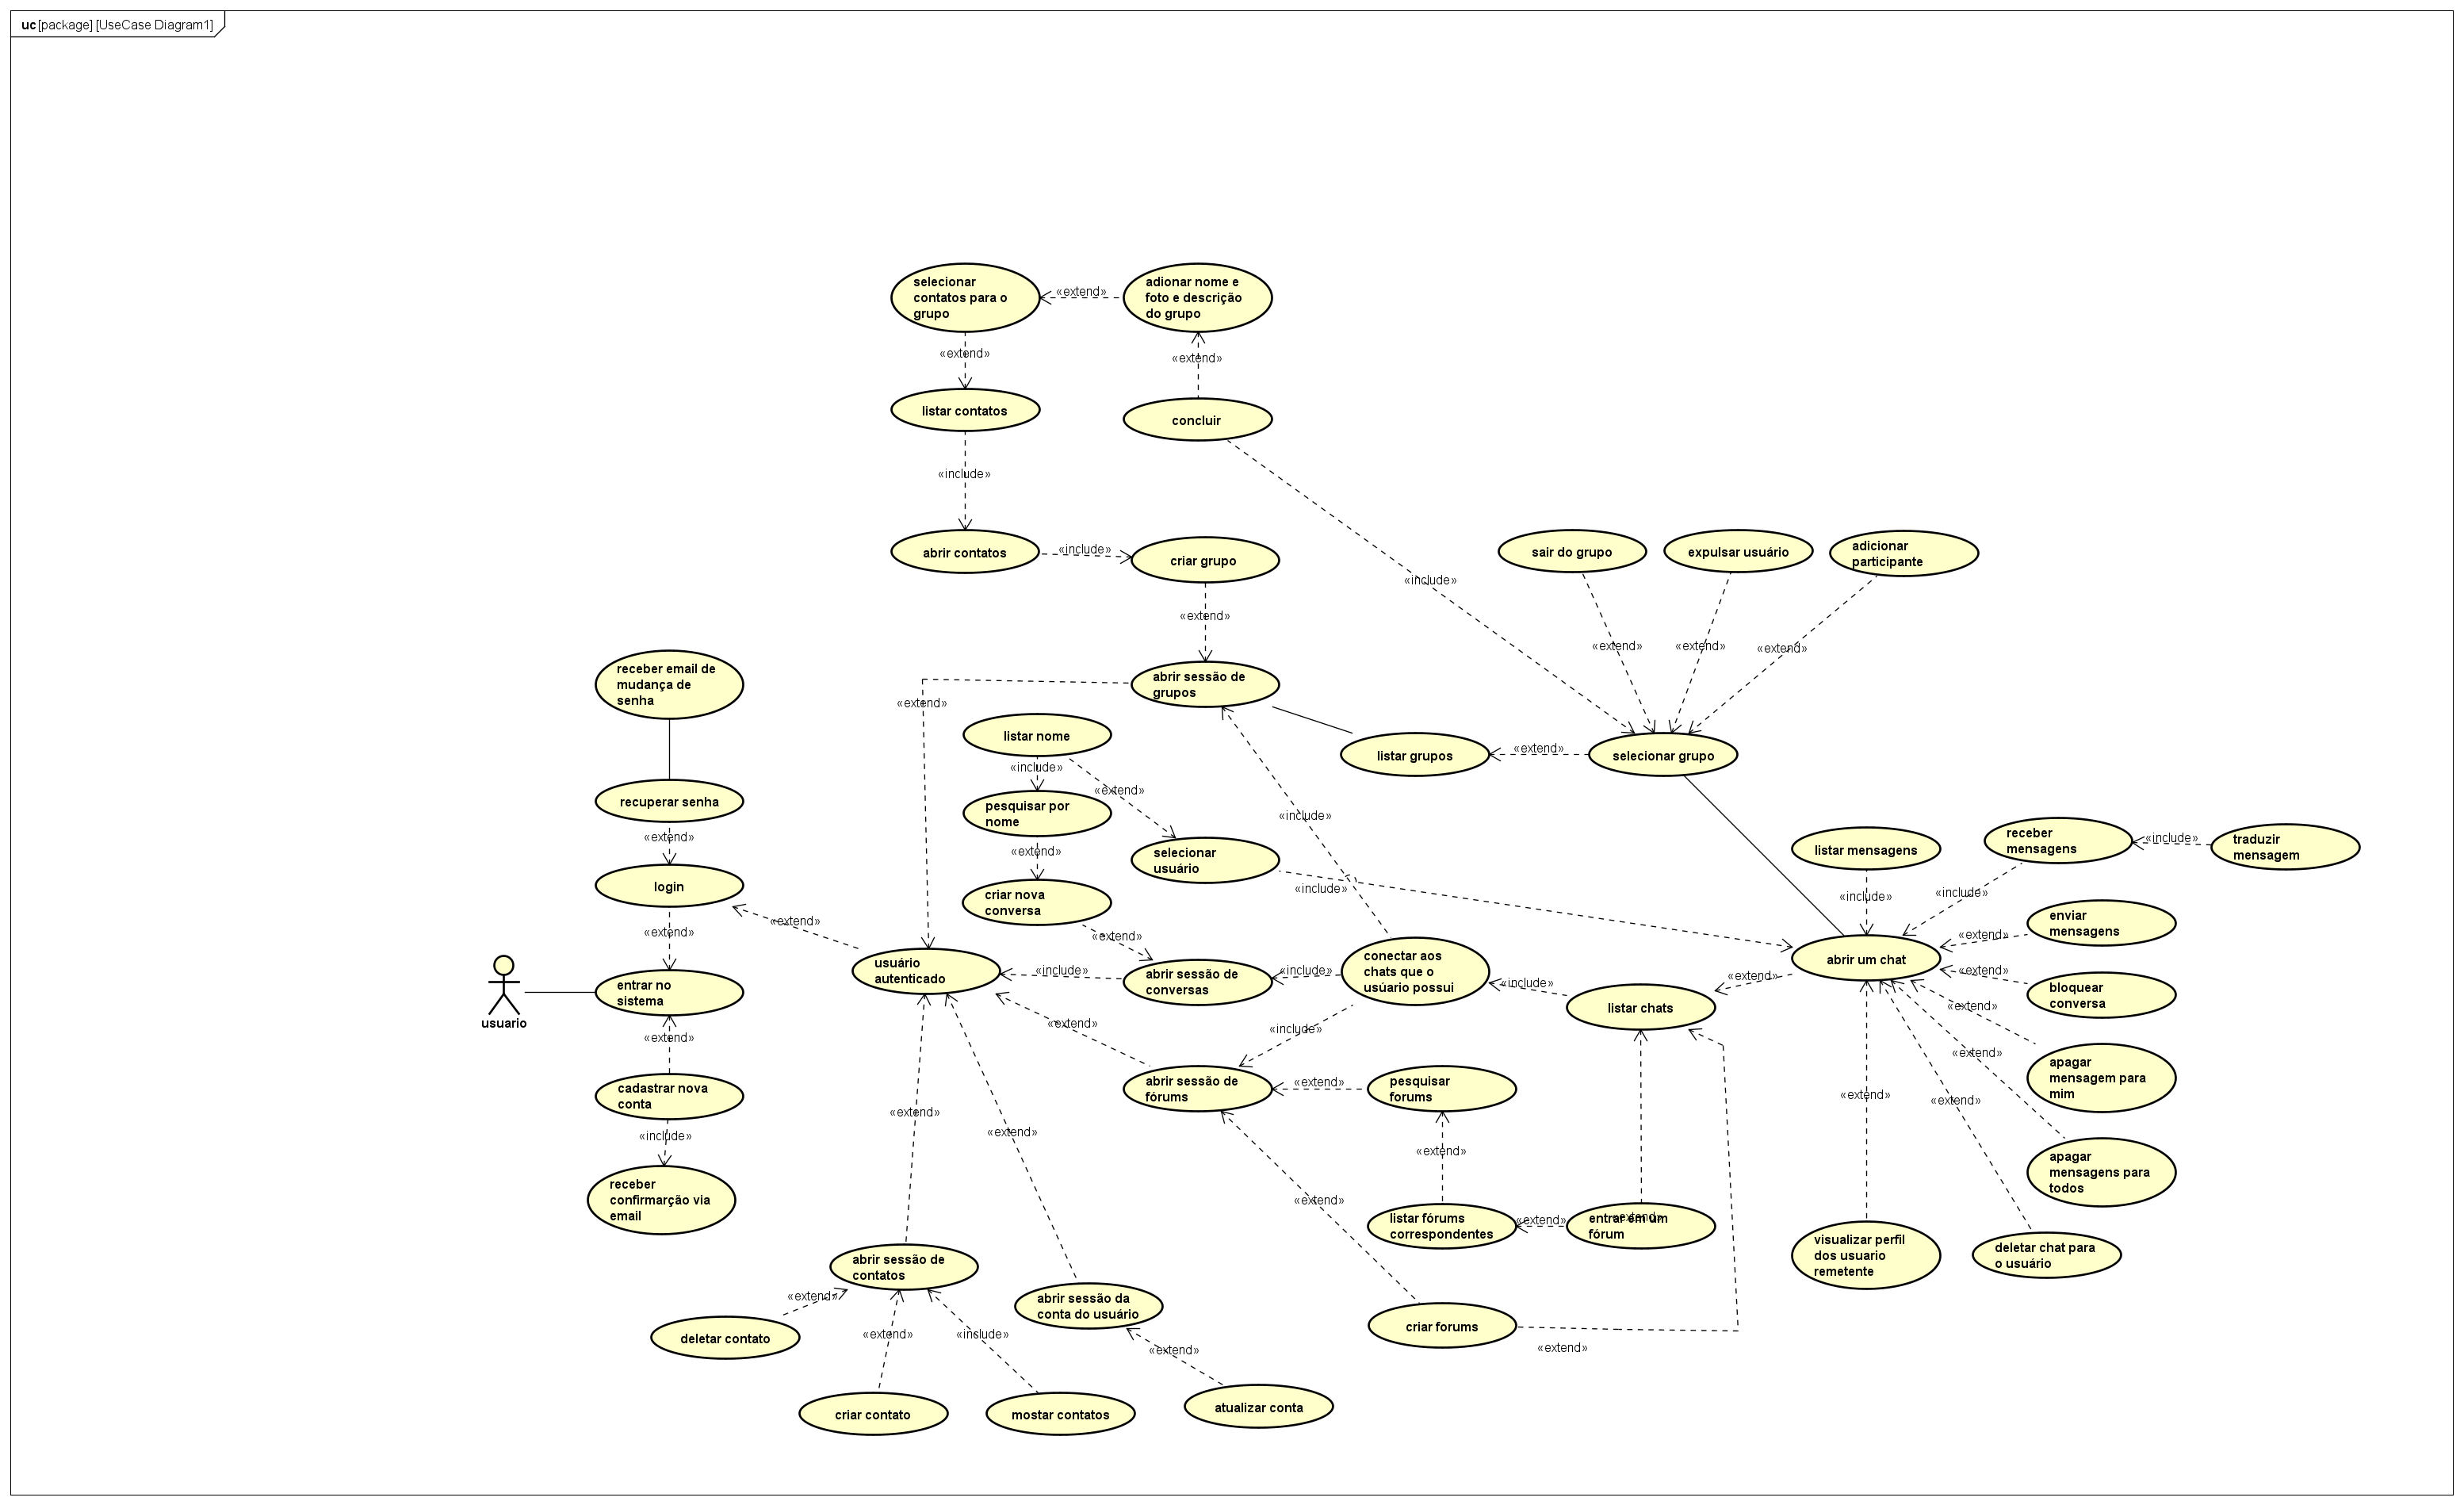 uc [package] [UseCase Diagram1]
selecionar
contatos para o
grupo
«extend»
adionar nome e
foto e descrição
do grupo
«extend»
«extend»
listar contatos
concluir
«include»
abrir contatos
«include»
criar grupo
«include»
sair do grupo
expulsar usuário
adicionar
participante
«extend»
«extend»
«extend»
«extend»
receber email de
mudança de
senha
abrir sessão de
grupos
«extend»
listar nome
listar grupos
«extend»
selecionar grupo
«include»
«extend»
recuperar senha
pesquisar por
nome
«include»
«extend»
«extend»
selecionar
usuário
«include»
listar mensagens
receber
mensagens
«include»
traduzir
mensagem
login
criar nova
conversa
«include»
«include»
«extend»
«extend»
«extend»
enviar
mensagens
«extend»
usuário
autenticado
«include»
abrir sessão de
conversas
«include»
conectar aos
chats que o
usúario possui
«include»
listar chats
«extend»
abrir um chat
«extend»
bloquear
conversa
usuario
entrar no
sistema
«extend»
«extend»
«include»
«extend»
«extend»
apagar
mensagem para
mim
cadastrar nova
conta
abrir sessão de
fórums
«extend»
pesquisar
forums
«extend»
«extend»
«include»
«extend»
«extend»
«extend»
apagar
mensagens para
todos
receber
confirmarção via
email
«extend»
listar fórums
correspondentes
«extend»
entrar em um
fórum
«extend»
visualizar perfil
dos usuario
remetente
deletar chat para
o usuário
abrir sessão de
contatos
«extend»
abrir sessão da
conta do usuário
deletar contato
«extend»
«include»
«extend»
criar forums
«extend»
criar contato
mostar contatos
atualizar conta